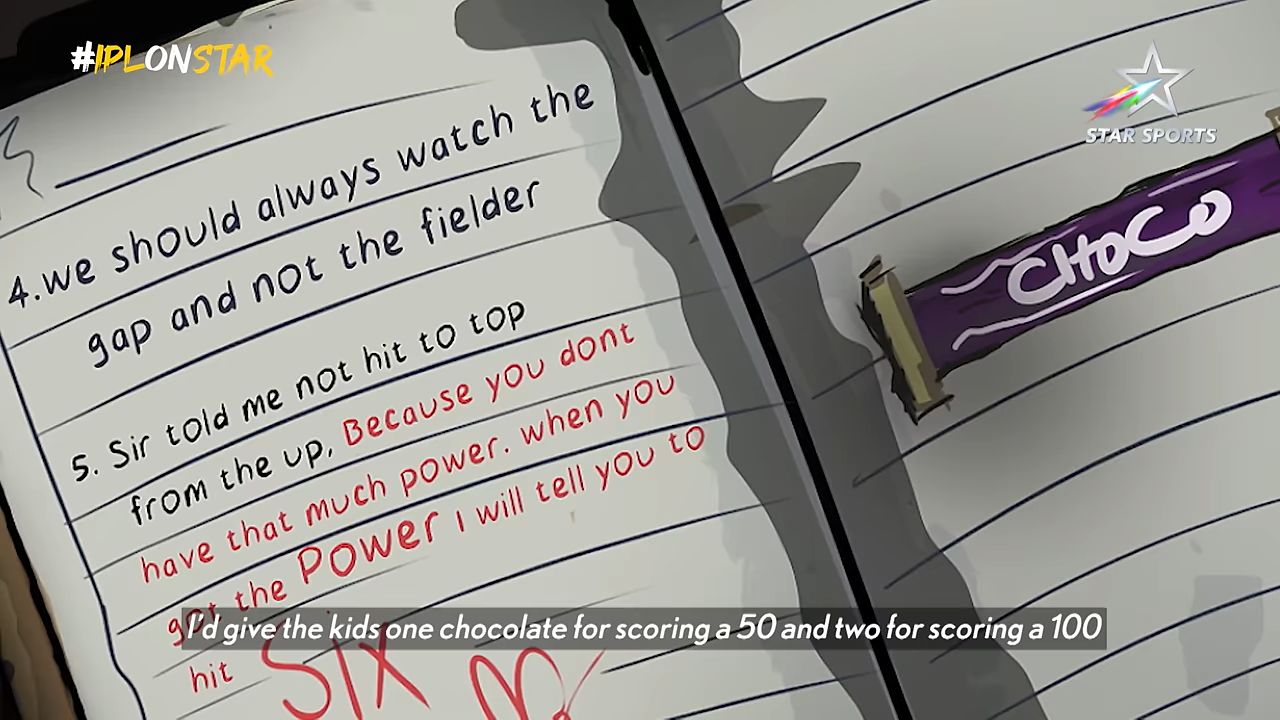 #IPLONSTAR
STAR SPORTS
4. we should always watch the
gap and not the fielder
5. Sir told me not hit to top
from the up, Because you dont
have that much power. when you
got the Power I will tell you to
hit SIX
CHOCO
I'd give the kids one chocolate for scoring a 50 and two for scoring a 100